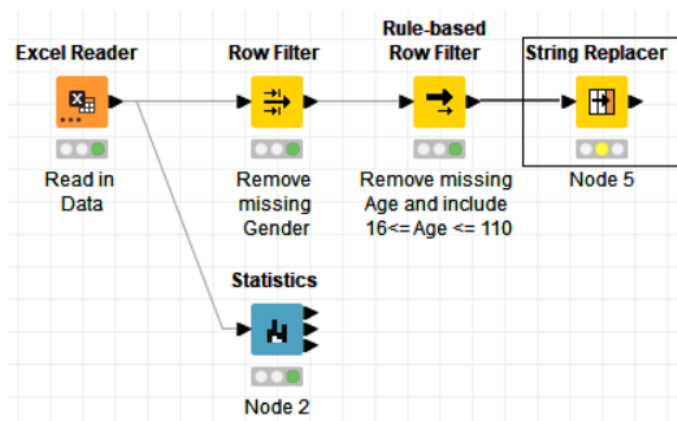 Excel Reader
Row Filter
Rule-based
Row Filter
String Replacer
Read in
Data
Remove
missing
Gender
Remove missing
Age and include
16<= Age <= 110
Node 5
Statistics
Node 2